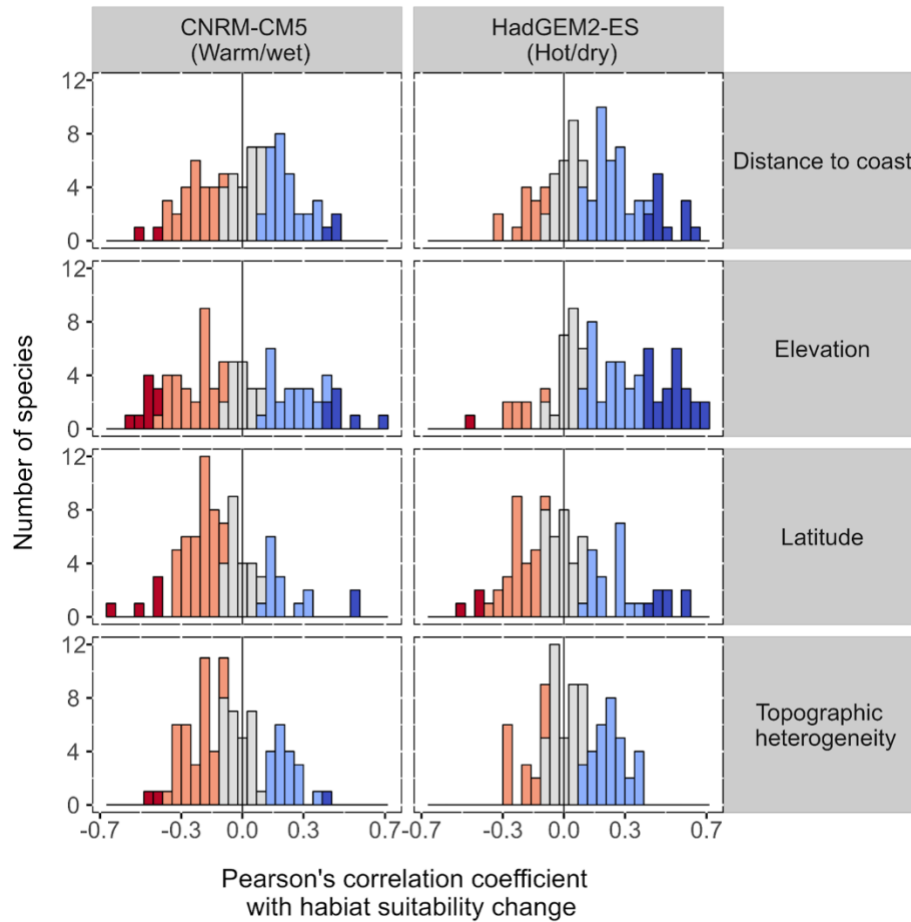 CNRM-CM5
(Warm/wet)
HadGEM2-ES
(Hot/dry)
12
8
4
0
Distance to coast
12
8
4
0
Elevation
12
8
4
0
Latitude
12
8
4
0
Topographic
heterogeneity
Number of species
-0.7 -0.3 0.0 0.3 0.7 -0.7 -0.3 0.0 0.3 0.7
Pearson's correlation coefficient
with habiat suitability change